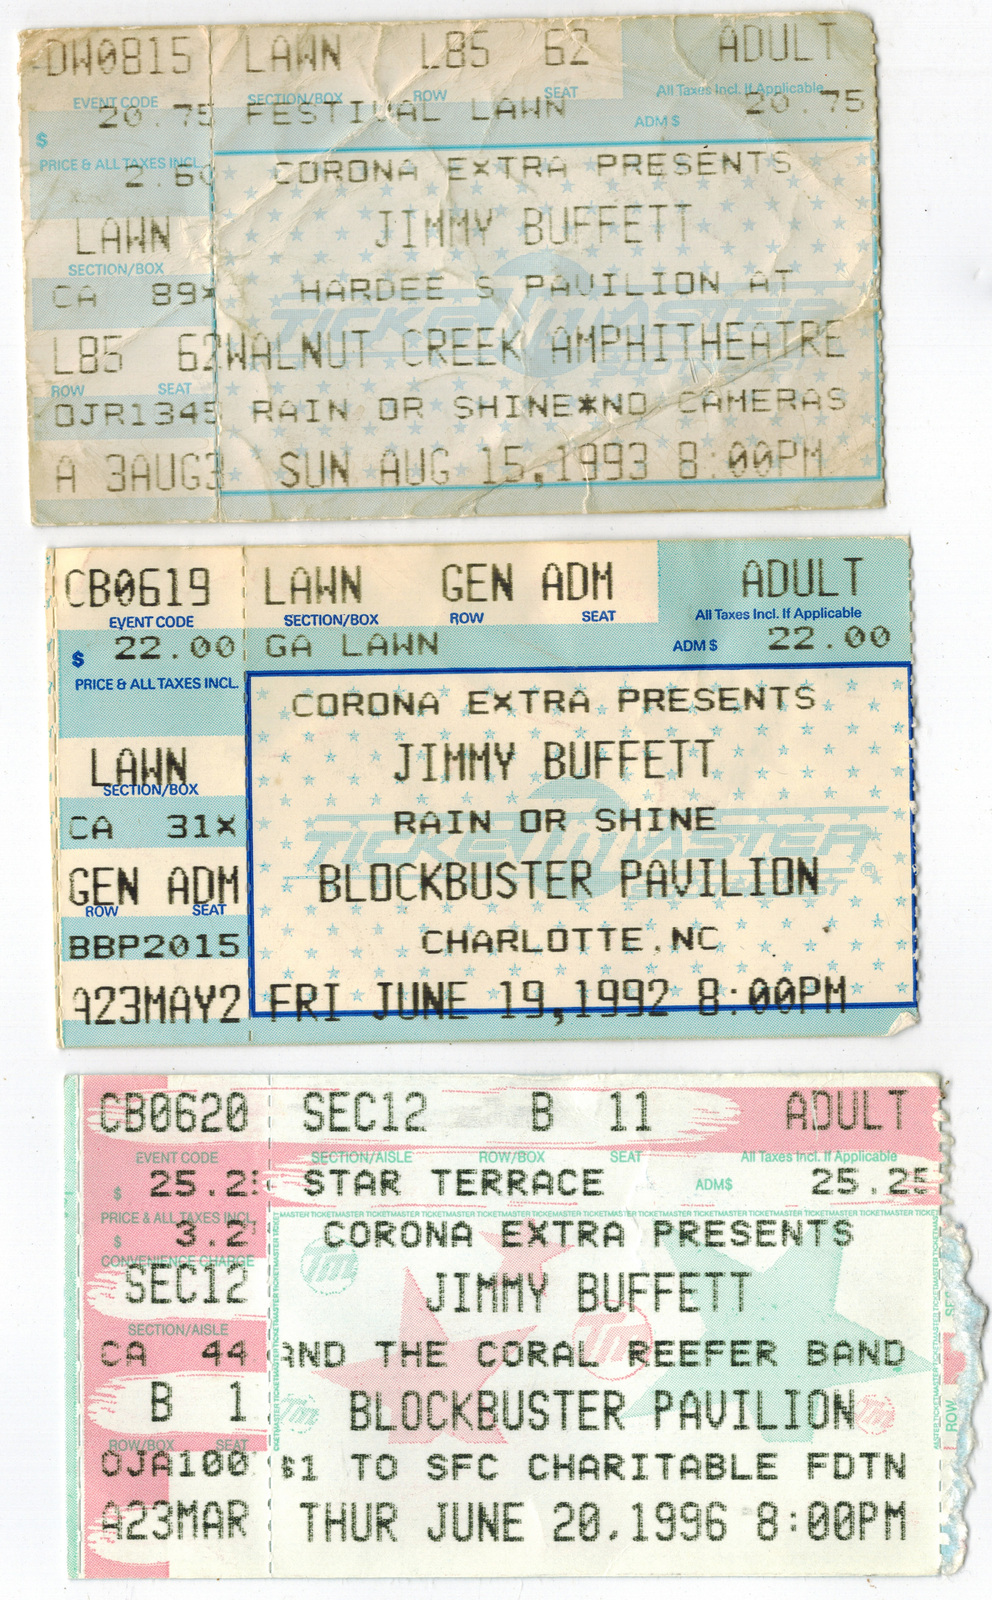 DW0815 LAWN L85 62 ADULT
EVENT CODE SECTION/BOX ROW SEAT All Taxes Incl. If Applicable
$ 20.75 FESTIVAL LAWN ADM $ 20.75
PRICE & ALL TAXES INCL.
2.60 CORONA EXTRA PRESENTS
LAWN JIMMY BUFFETT
SECTION/BOX
CA 89* HARDEE S PAVILION AT
TICKETMASTER
L85 62 WALNUT CREEK AMPHITHEATRE
SOUTHEAST
ROW SEAT
OJR1345 RAIN OR SHINE*NO CAMERAS
A 3AUG3 SUN AUG 15,1993 8:00PM
CB0619 LAWN GEN ADM ADULT
EVENT CODE SECTION/BOX ROW SEAT All Taxes Incl. If Applicable
$ 22.00 GA LAWN ADM $ 22.00
PRICE & ALL TAXES INCL.
CORONA EXTRA PRESENTS
LAWN JIMMY BUFFETT
SECTION/BOX
CA 31X RAIN OR SHINE
TICKETMASTER
GEN ADM BLOCKBUSTER PAVILION
SOUTHEAST
ROW SEAT
BBP2015 CHARLOTTE,NC
A23MAY2 FRI JUNE 19,1992 8:00PM
CB0620 SEC12 B 11 ADULT
EVENT CODE SECTION/AISLE ROW/BOX SEAT All Taxes Incl. If Applicable
$ 25.25 STAR TERRACE ADM$ 25.25
PRICE & ALL TAXES INCL.
$ 3.2 CORONA EXTRA PRESENTS
CONVENIENCE CHARGE
SEC12 JIMMY BUFFETT
SECTION/AISLE
CA 44 AND THE CORAL REEFER BAND
B 1 BLOCKBUSTER PAVILION
ROW/BOX SEAT
OJA100 $1 TO SFC CHARITABLE FDTN
A23MAR THUR JUNE 20,1996 8:00PM